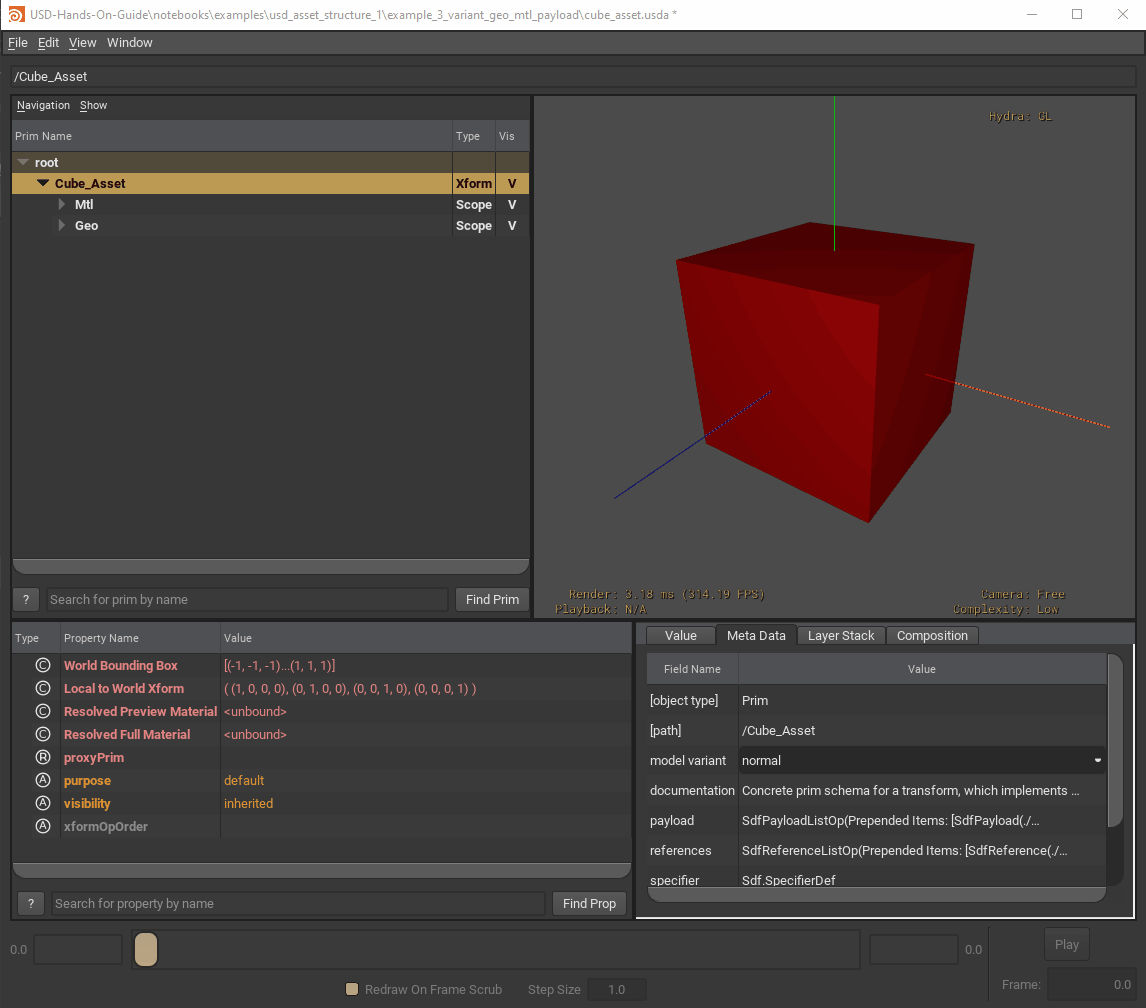 USD-Hands-On-Guide\notebooks\examples\usd_asset_structure_1\example_3_variant_geo_mtl_payload\cube_asset.usda *
File Edit View Window
/Cube_Asset
Navigation Show
Prim Name Type Vis
root
Cube_Asset Xform V
Mtl Scope V
Geo Scope V
? Search for prim by name Find Prim
Hydra: GL
Render: 3.18 ms (314.19 FPS)
Playback: N/A
Camera: Free
Complexity: Low
Type Property Name Value
C World Bounding Box [(-1, -1, -1)...(1, 1, 1)]
C Local to World Xform ( (1, 0, 0, 0), (0, 1, 0, 0), (0, 0, 1, 0), (0, 0, 0, 1) )
C Resolved Preview Material <unbound>
C Resolved Full Material <unbound>
R proxyPrim
A purpose default
A visibility inherited
A xformOpOrder
? Search for property by name Find Prop
Value Meta Data Layer Stack Composition
Field Name Value
[object type] Prim
[path] /Cube_Asset
model variant normal
documentation Concrete prim schema for a transform, which implements ...
payload SdfPayloadListOp(Prepended Items: [SdfPayload(./...
references SdfReferenceListOp(Prepended Items: [SdfReference(./...
specifier Sdf.SpecifierDef
0.0 0.0 Play
Redraw On Frame Scrub Step Size 1.0 Frame: 0.0